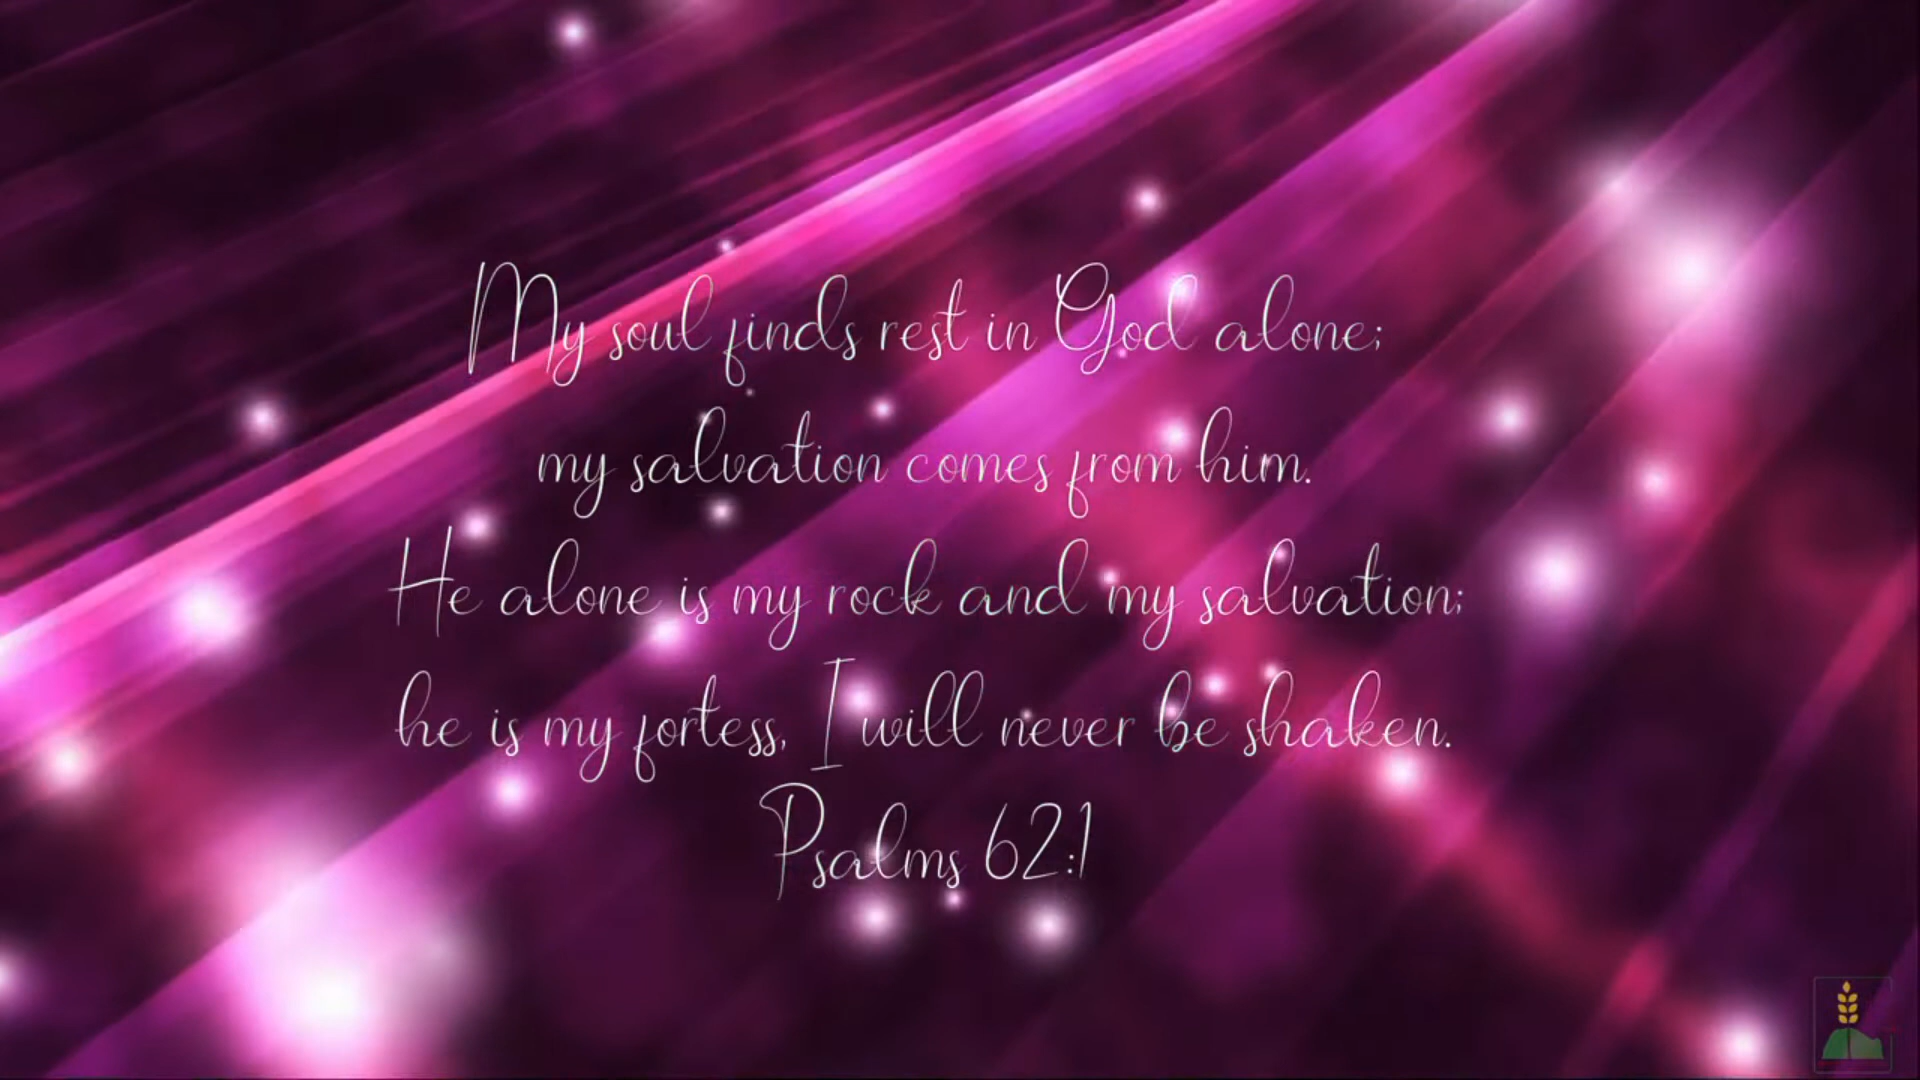 My soul finds rest in God alone;
my salvation comes from him.
He alone is my rock and my salvation;
he is my fortess, I will never be shaken.
Psalms 62:1